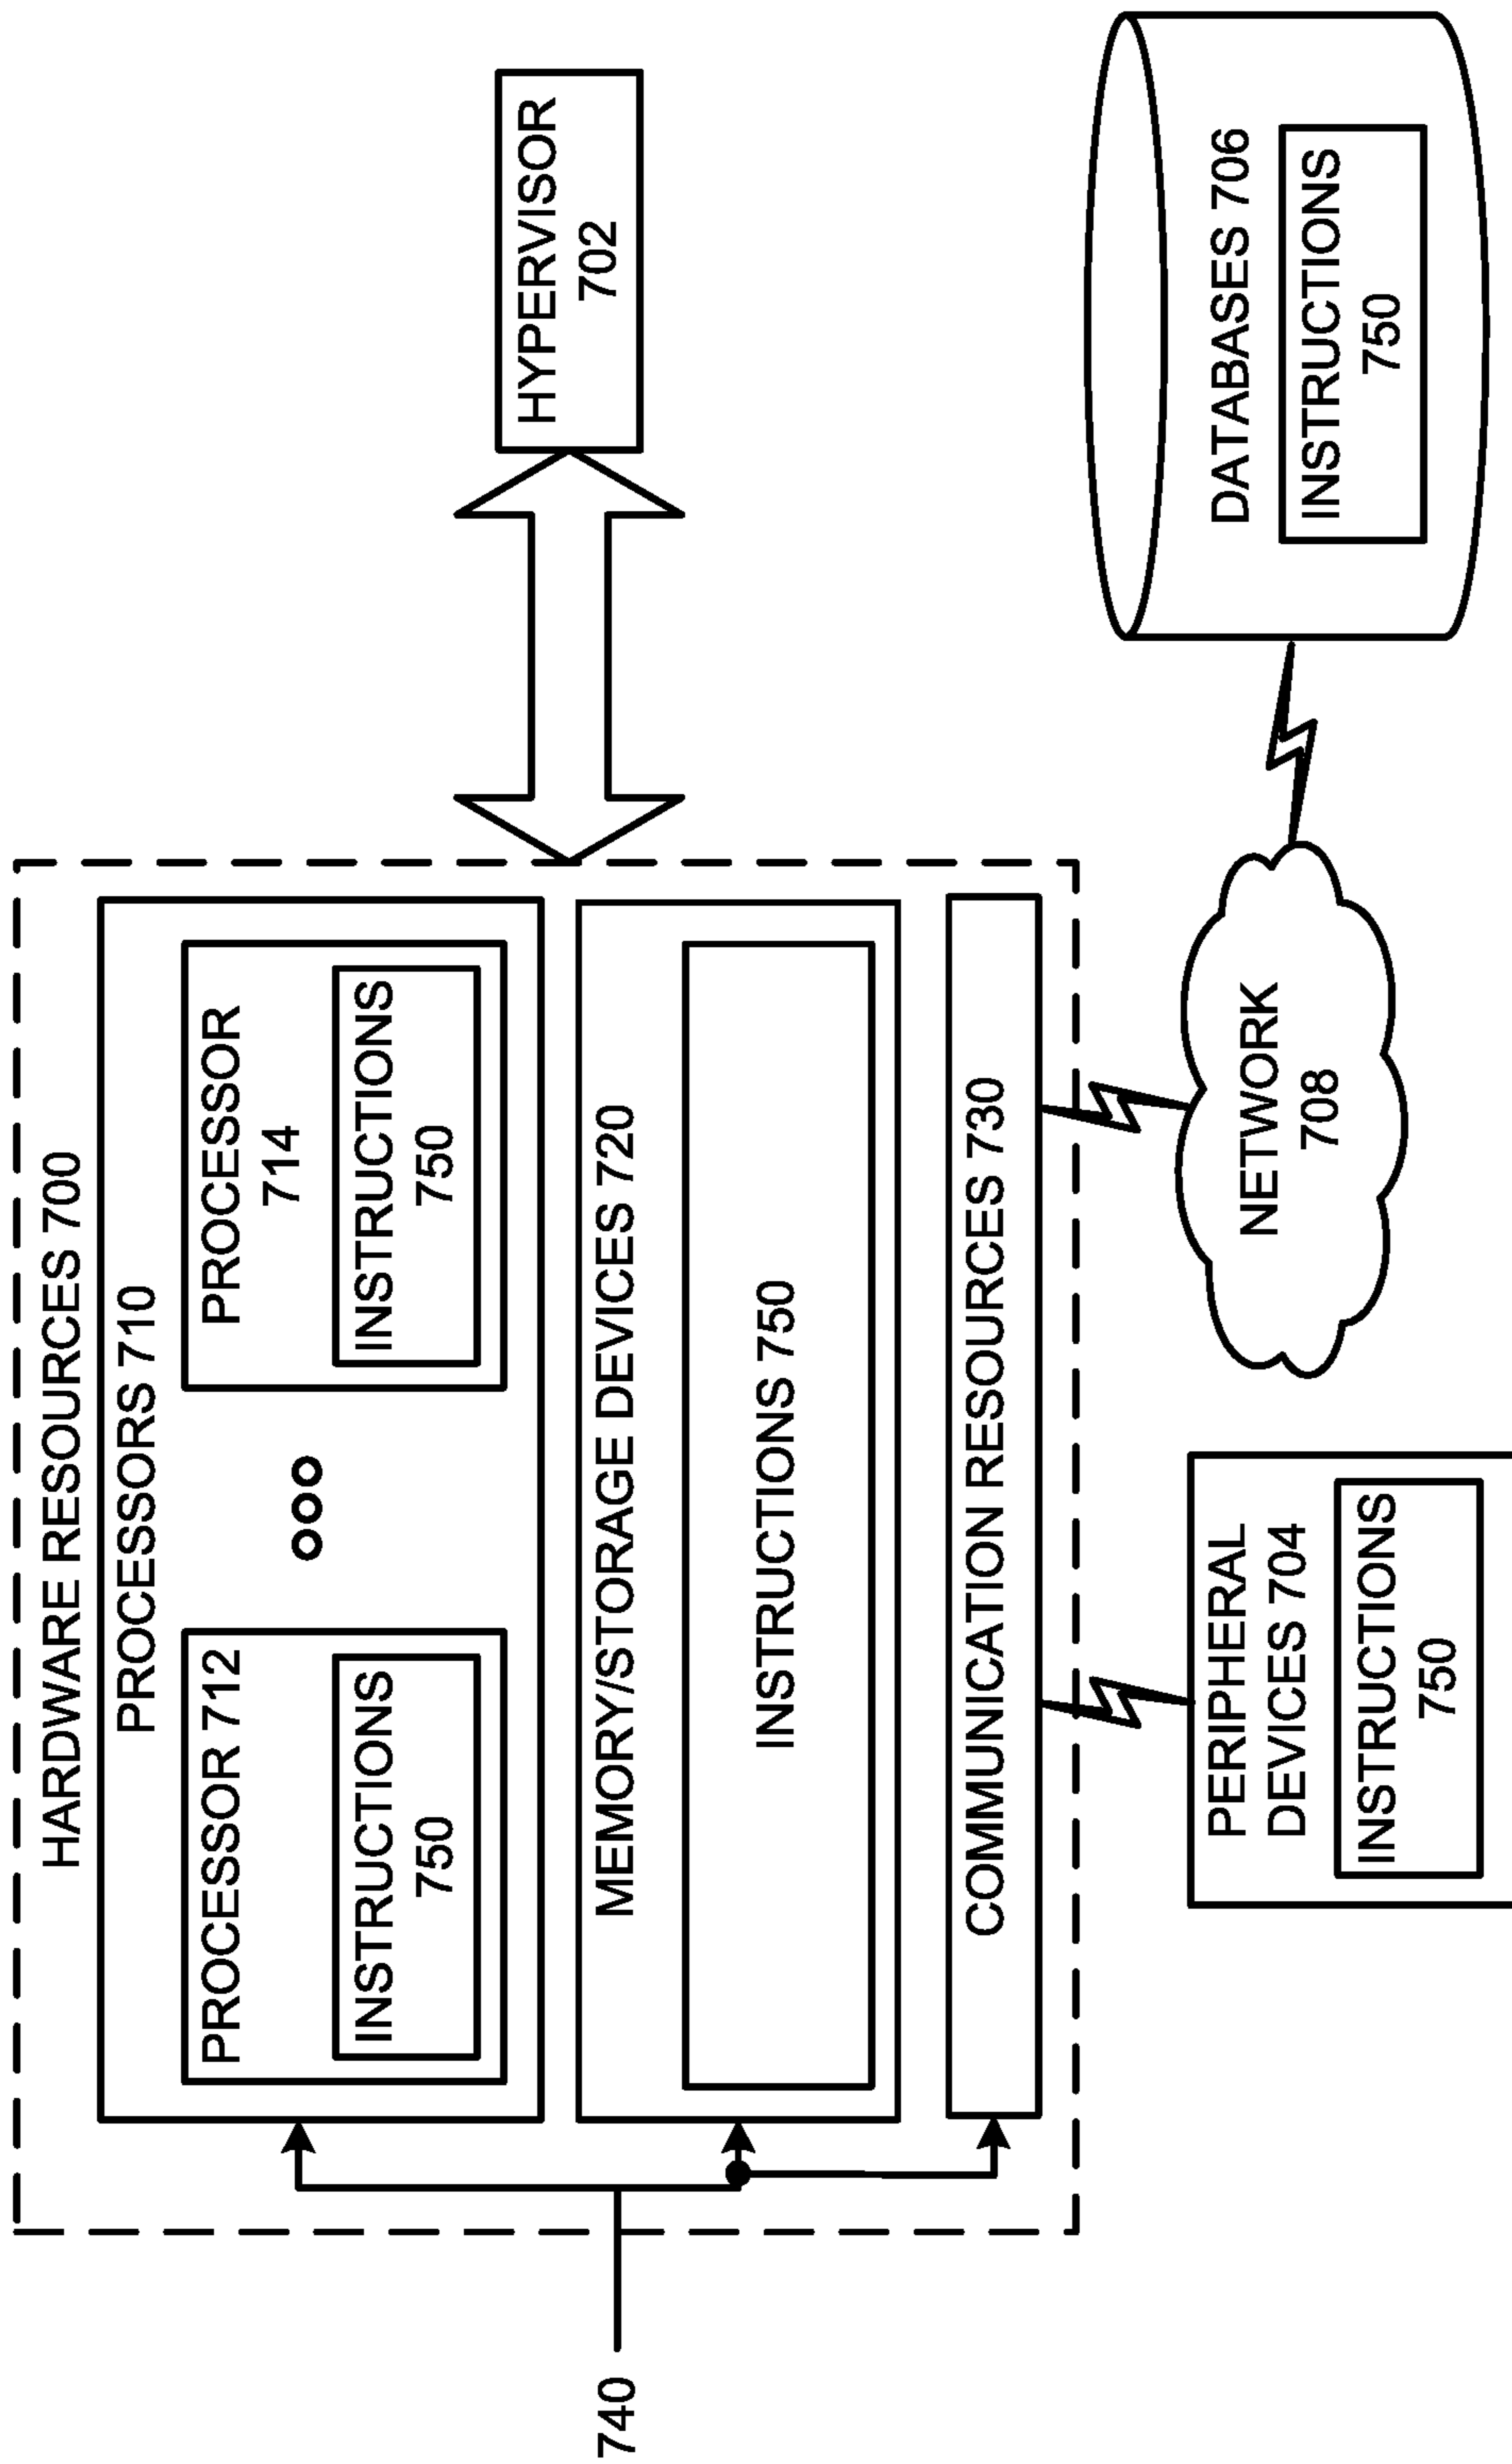 HARDWARE RESOURCES 700
PROCESSORS 710
PROCESSOR 712
INSTRUCTIONS
750
PROCESSOR
714
INSTRUCTIONS
750
MEMORY/STORAGE DEVICES 720
INSTRUCTIONS 750
COMMUNICATION RESOURCES 730
740
HYPERVISOR
702
PERIPHERAL
DEVICES 704
INSTRUCTIONS
750
NETWORK
708
DATABASES 706
INSTRUCTIONS
750